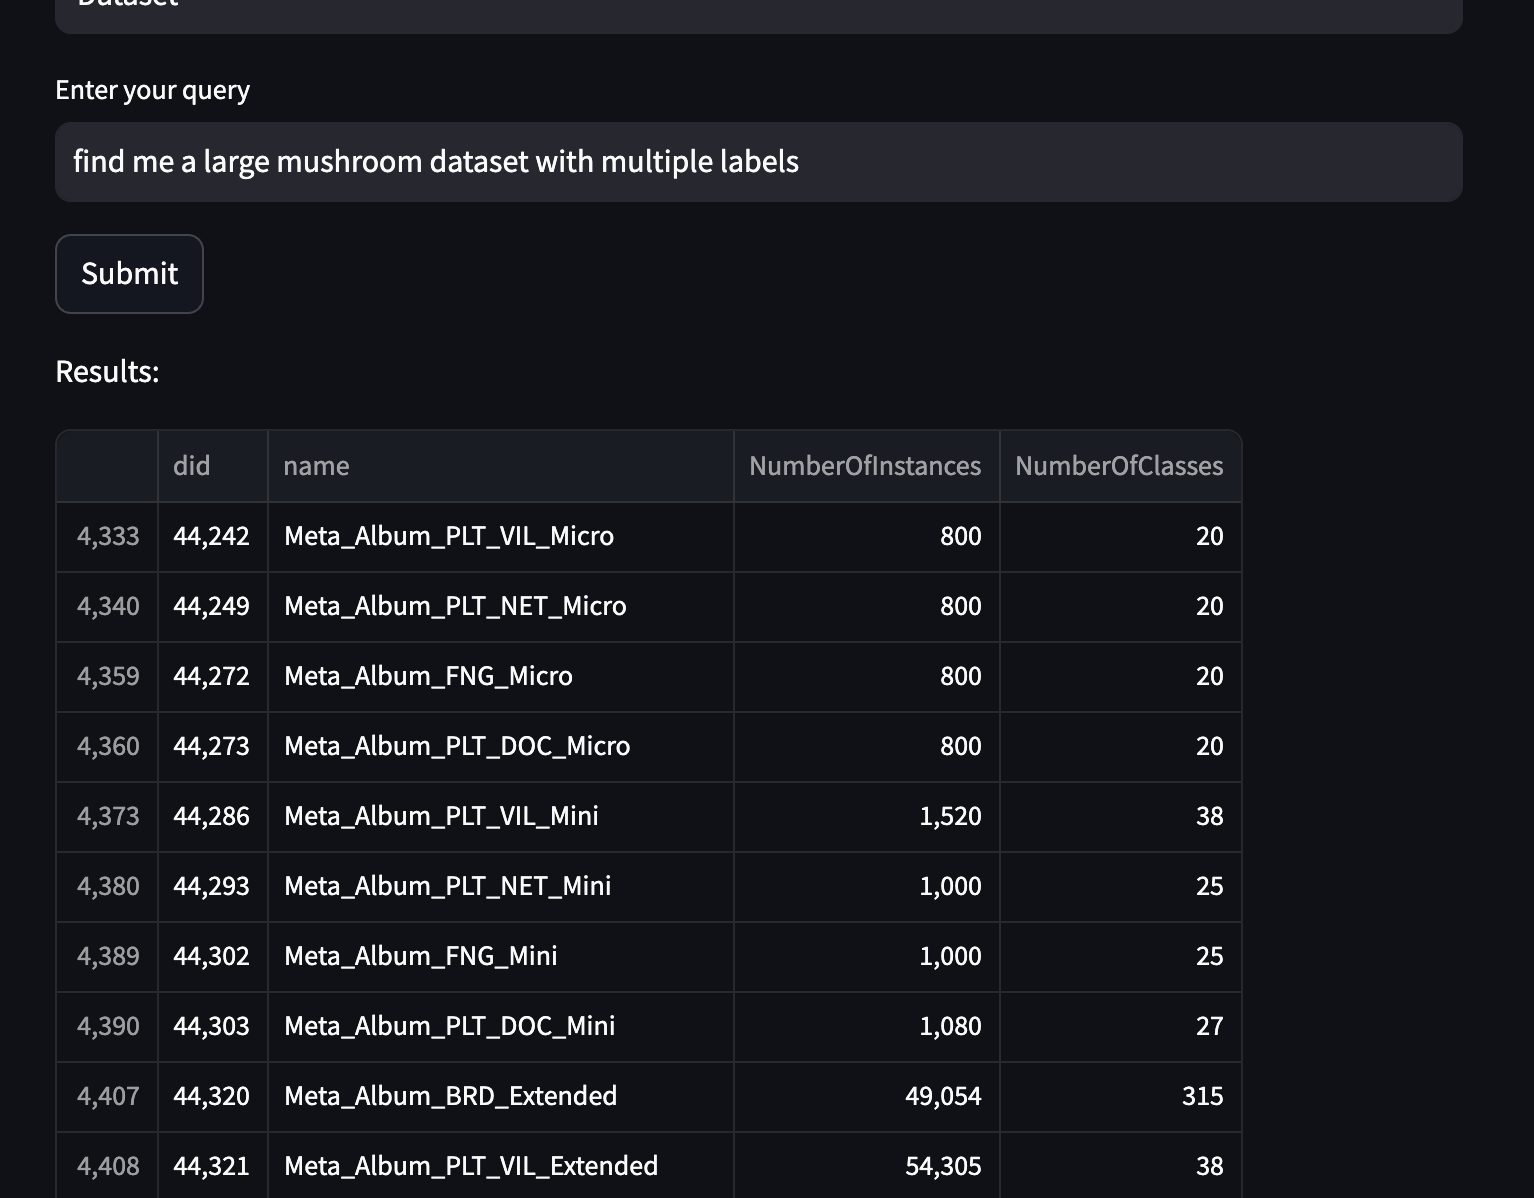 Dataset
Enter your query
find me a large mushroom dataset with multiple labels
Submit
Results:
did name NumberOfInstances NumberOfClasses
4,333 44,242 Meta_Album_PLT_VIL_Micro 800 20
4,340 44,249 Meta_Album_PLT_NET_Micro 800 20
4,359 44,272 Meta_Album_FNG_Micro 800 20
4,360 44,273 Meta_Album_PLT_DOC_Micro 800 20
4,373 44,286 Meta_Album_PLT_VIL_Mini 1,520 38
4,380 44,293 Meta_Album_PLT_NET_Mini 1,000 25
4,389 44,302 Meta_Album_FNG_Mini 1,000 25
4,390 44,303 Meta_Album_PLT_DOC_Mini 1,080 27
4,407 44,320 Meta_Album_BRD_Extended 49,054 315
4,408 44,321 Meta_Album_PLT_VIL_Extended 54,305 38